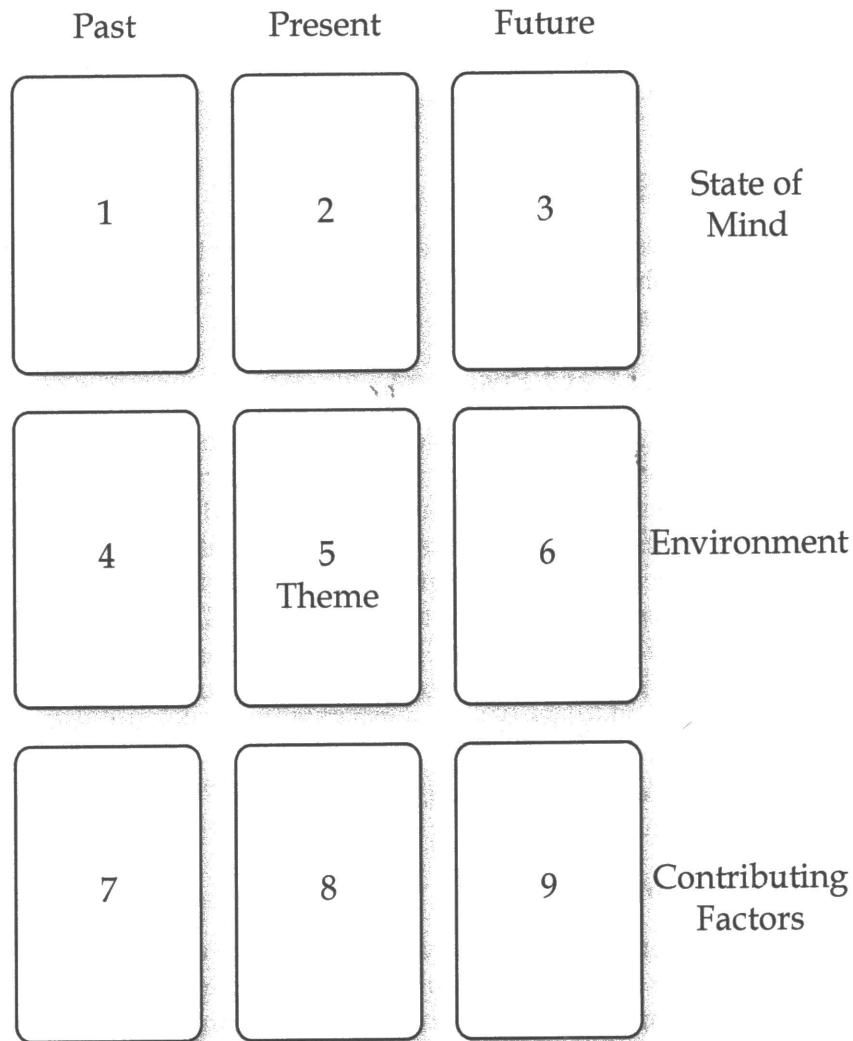 Past Present Future
1 2 3
State of
Mind
4 5 6
Theme
Environment
7 8 9
Contributing
Factors